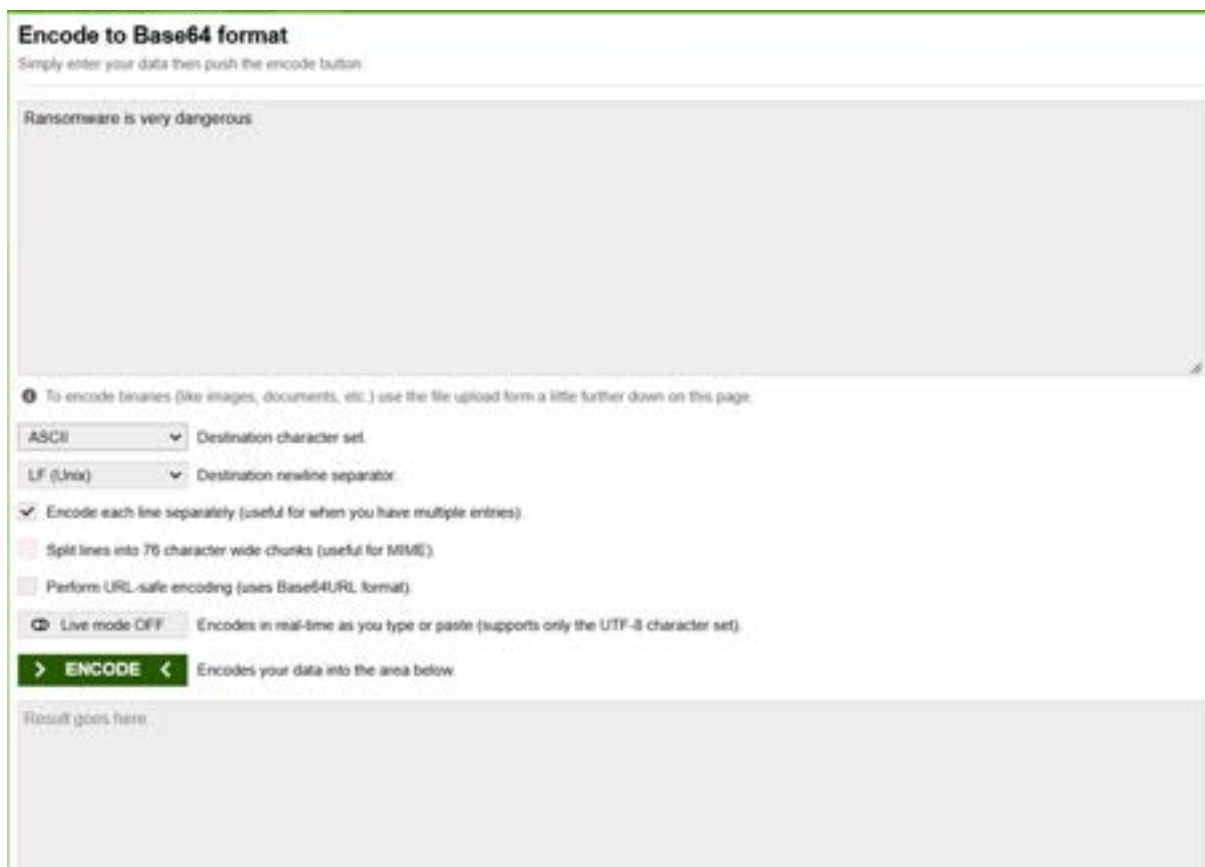 Encode to Base64 format
Simply enter your data then push the encode button.
Ransomware is very dangerous
To encode binaries (like images, documents, etc.) use the file upload form a little further down on this page.
ASCII Destination character set.
LF (Unix) Destination newline separator.
Encode each line separately (useful for when you have multiple entries).
Split lines into 76 character wide chunks (useful for MIME).
Perform URL-safe encoding (uses Base64URL format).
Live mode OFF Encodes in real-time as you type or paste (supports only the UTF-8 character set).
> ENCODE < Encodes your data into the area below.
Result goes here...